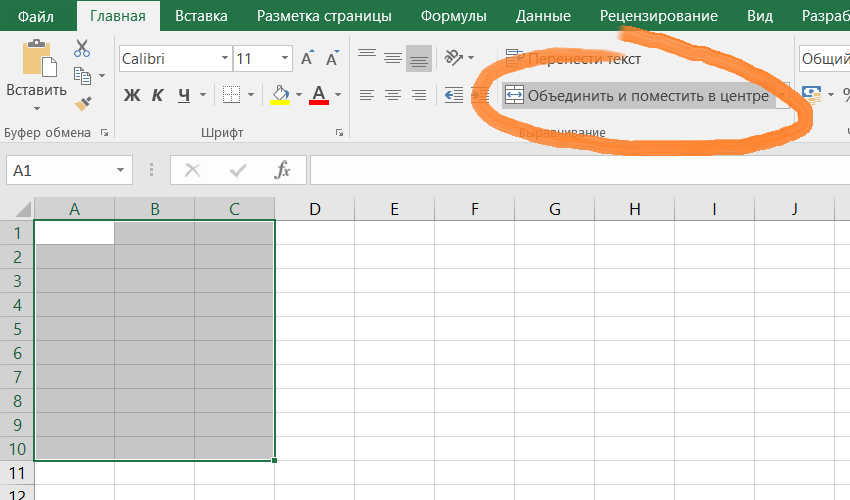 Файл Главная Вставка Разметка страницы Формулы Данные Рецензирование Вид Разраб
Calibri 11 Перенести текст Общий
Вставить Ж К Ч А Объединить и поместить в центре %
Буфер обмена Шрифт Выравнивание
A1 fx
A B C D E F G H I J
1
2
3
4
5
6
7
8
9
10
11
12